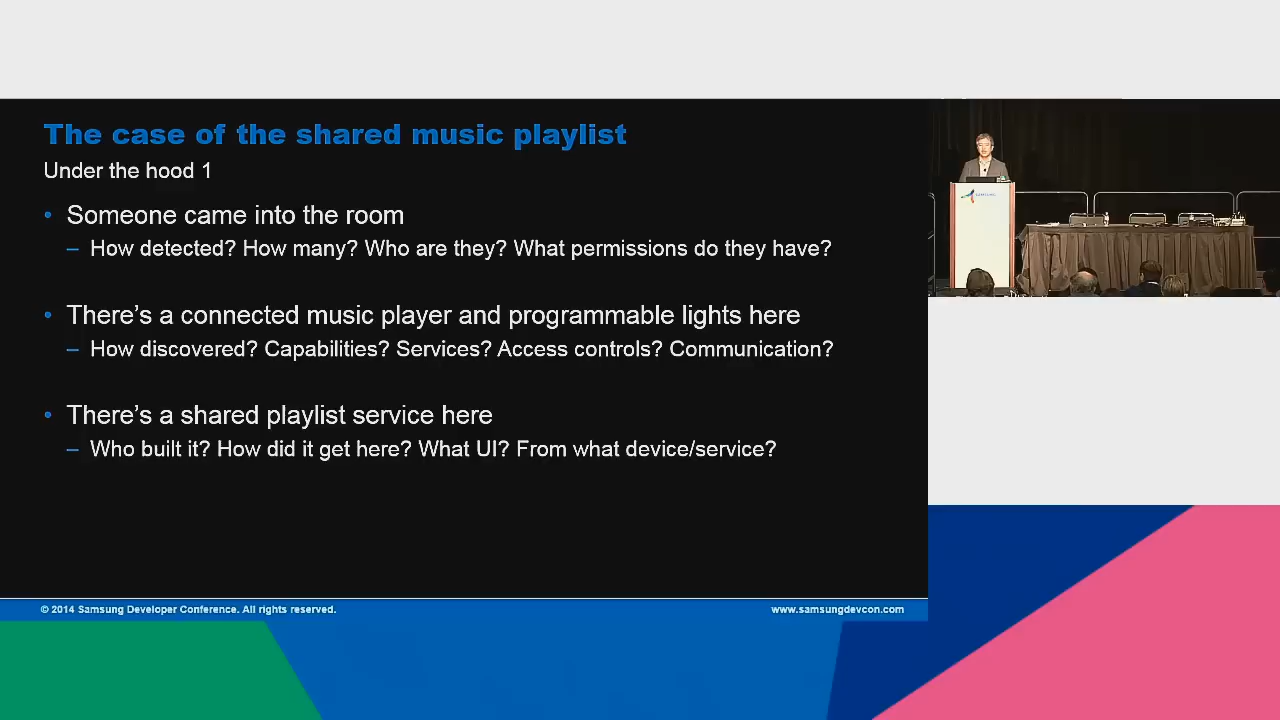 The case of the shared music playlist
Under the hood 1
• Someone came into the room
– How detected? How many? Who are they? What permissions do they have?
• There’s a connected music player and programmable lights here
– How discovered? Capabilities? Services? Access controls? Communication?
• There’s a shared playlist service here
– Who built it? How did it get here? What UI? From what device/service?
© 2014 Samsung Developer Conference. All rights reserved.
www.samsungdevcon.com